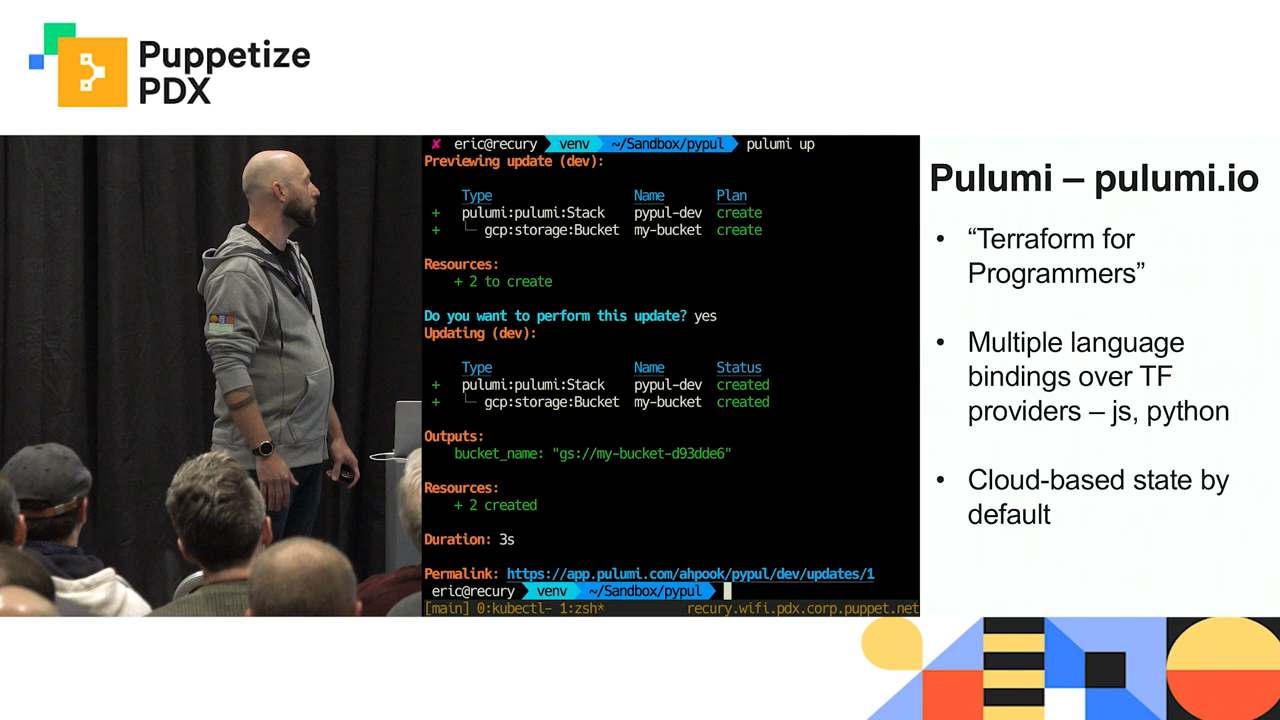 Puppetize
PDX
✘ eric@recury venv ~/Sandbox/pypul pulumi up
Previewing update (dev):
Type Name Plan
+ pulumi:pulumi:Stack pypul-dev create
+ └─ gcp:storage:Bucket my-bucket create
Resources:
+ 2 to create
Do you want to perform this update? yes
Updating (dev):
Type Name Status
+ pulumi:pulumi:Stack pypul-dev created
+ └─ gcp:storage:Bucket my-bucket created
Outputs:
bucket_name: "gs://my-bucket-d93dde6"
Resources:
+ 2 created
Duration: 3s
Permalink: https://app.pulumi.com/ahpook/pypul/dev/updates/1
eric@recury venv ~/Sandbox/pypul
[main] 0:kubectl- 1:zsh* recury.wifi.pdx.corp.puppet.net
Pulumi – pulumi.io
• “Terraform for
Programmers”
• Multiple language
bindings over TF
providers – js, python
• Cloud-based state by
default